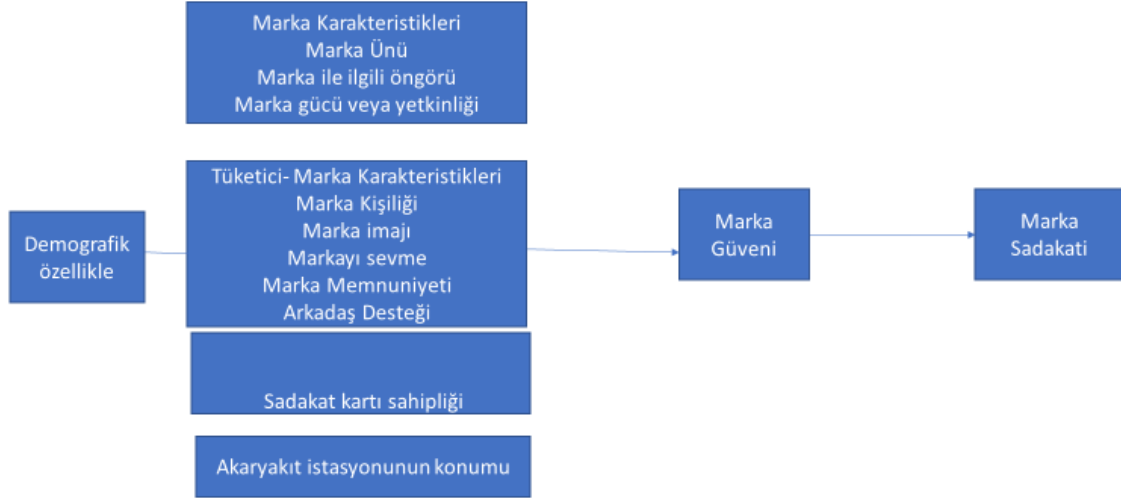 Marka Karakteristikleri
Marka Ünü
Marka ile ilgili öngörü
Marka gücü veya yetkinliği
Demografik
özellikle
Tüketici- Marka Karakteristikleri
Marka Kişiliği
Marka imajı
Markayı sevme
Marka Memnuniyeti
Arkadaş Desteği
Sadakat kartı sahipliği
Akaryakıt istasyonunun konumu
Marka
Güveni
Marka
Sadakati